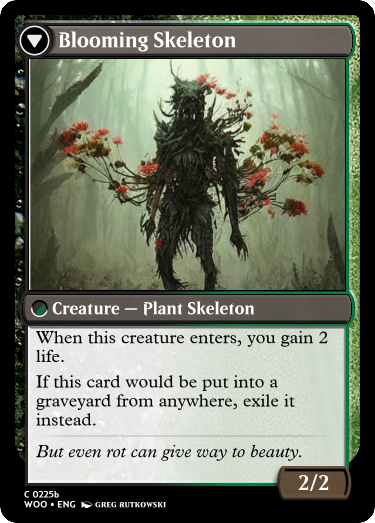 Blooming Skeleton
Creature — Plant Skeleton
When this creature enters, you gain 2
life.
If this card would be put into a
graveyard from anywhere, exile it
instead.
But even rot can give way to beauty.
2/2
C 0225b
WOO • ENG GREG RUTKOWSKI